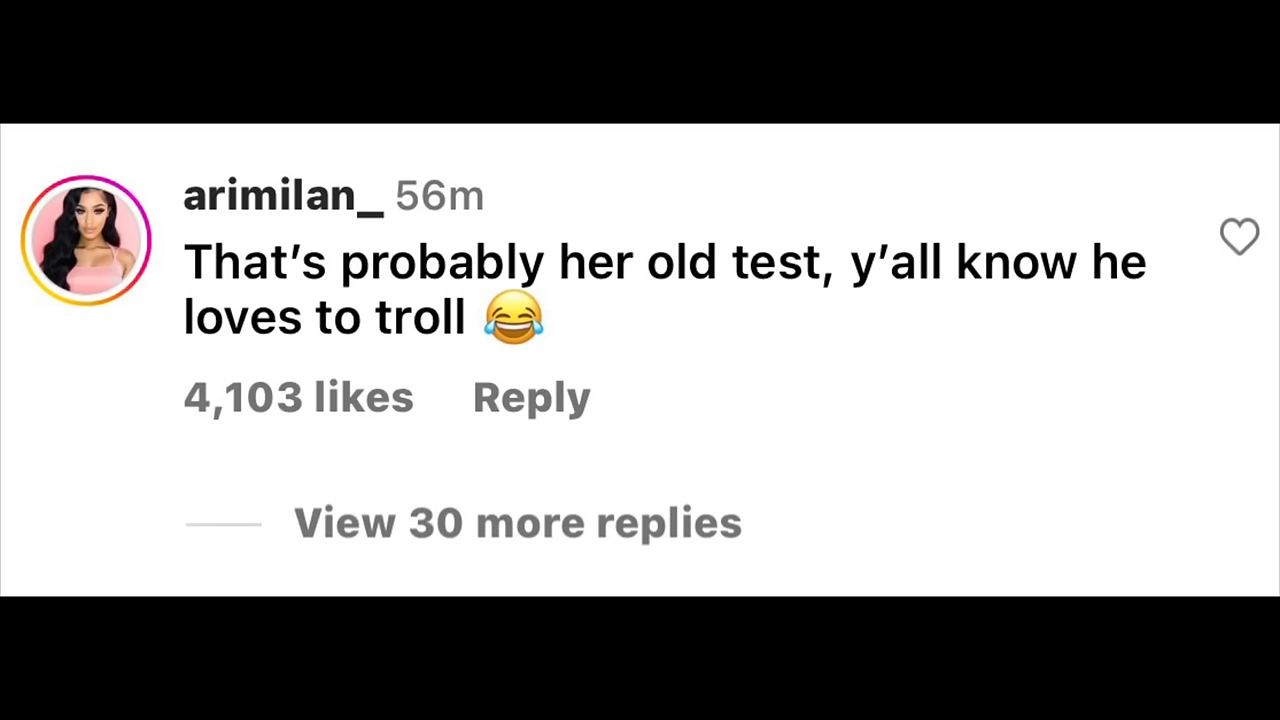 arimilan_ 56m
That’s probably her old test, y’all know he
loves to troll 😂
4,103 likes Reply
View 30 more replies